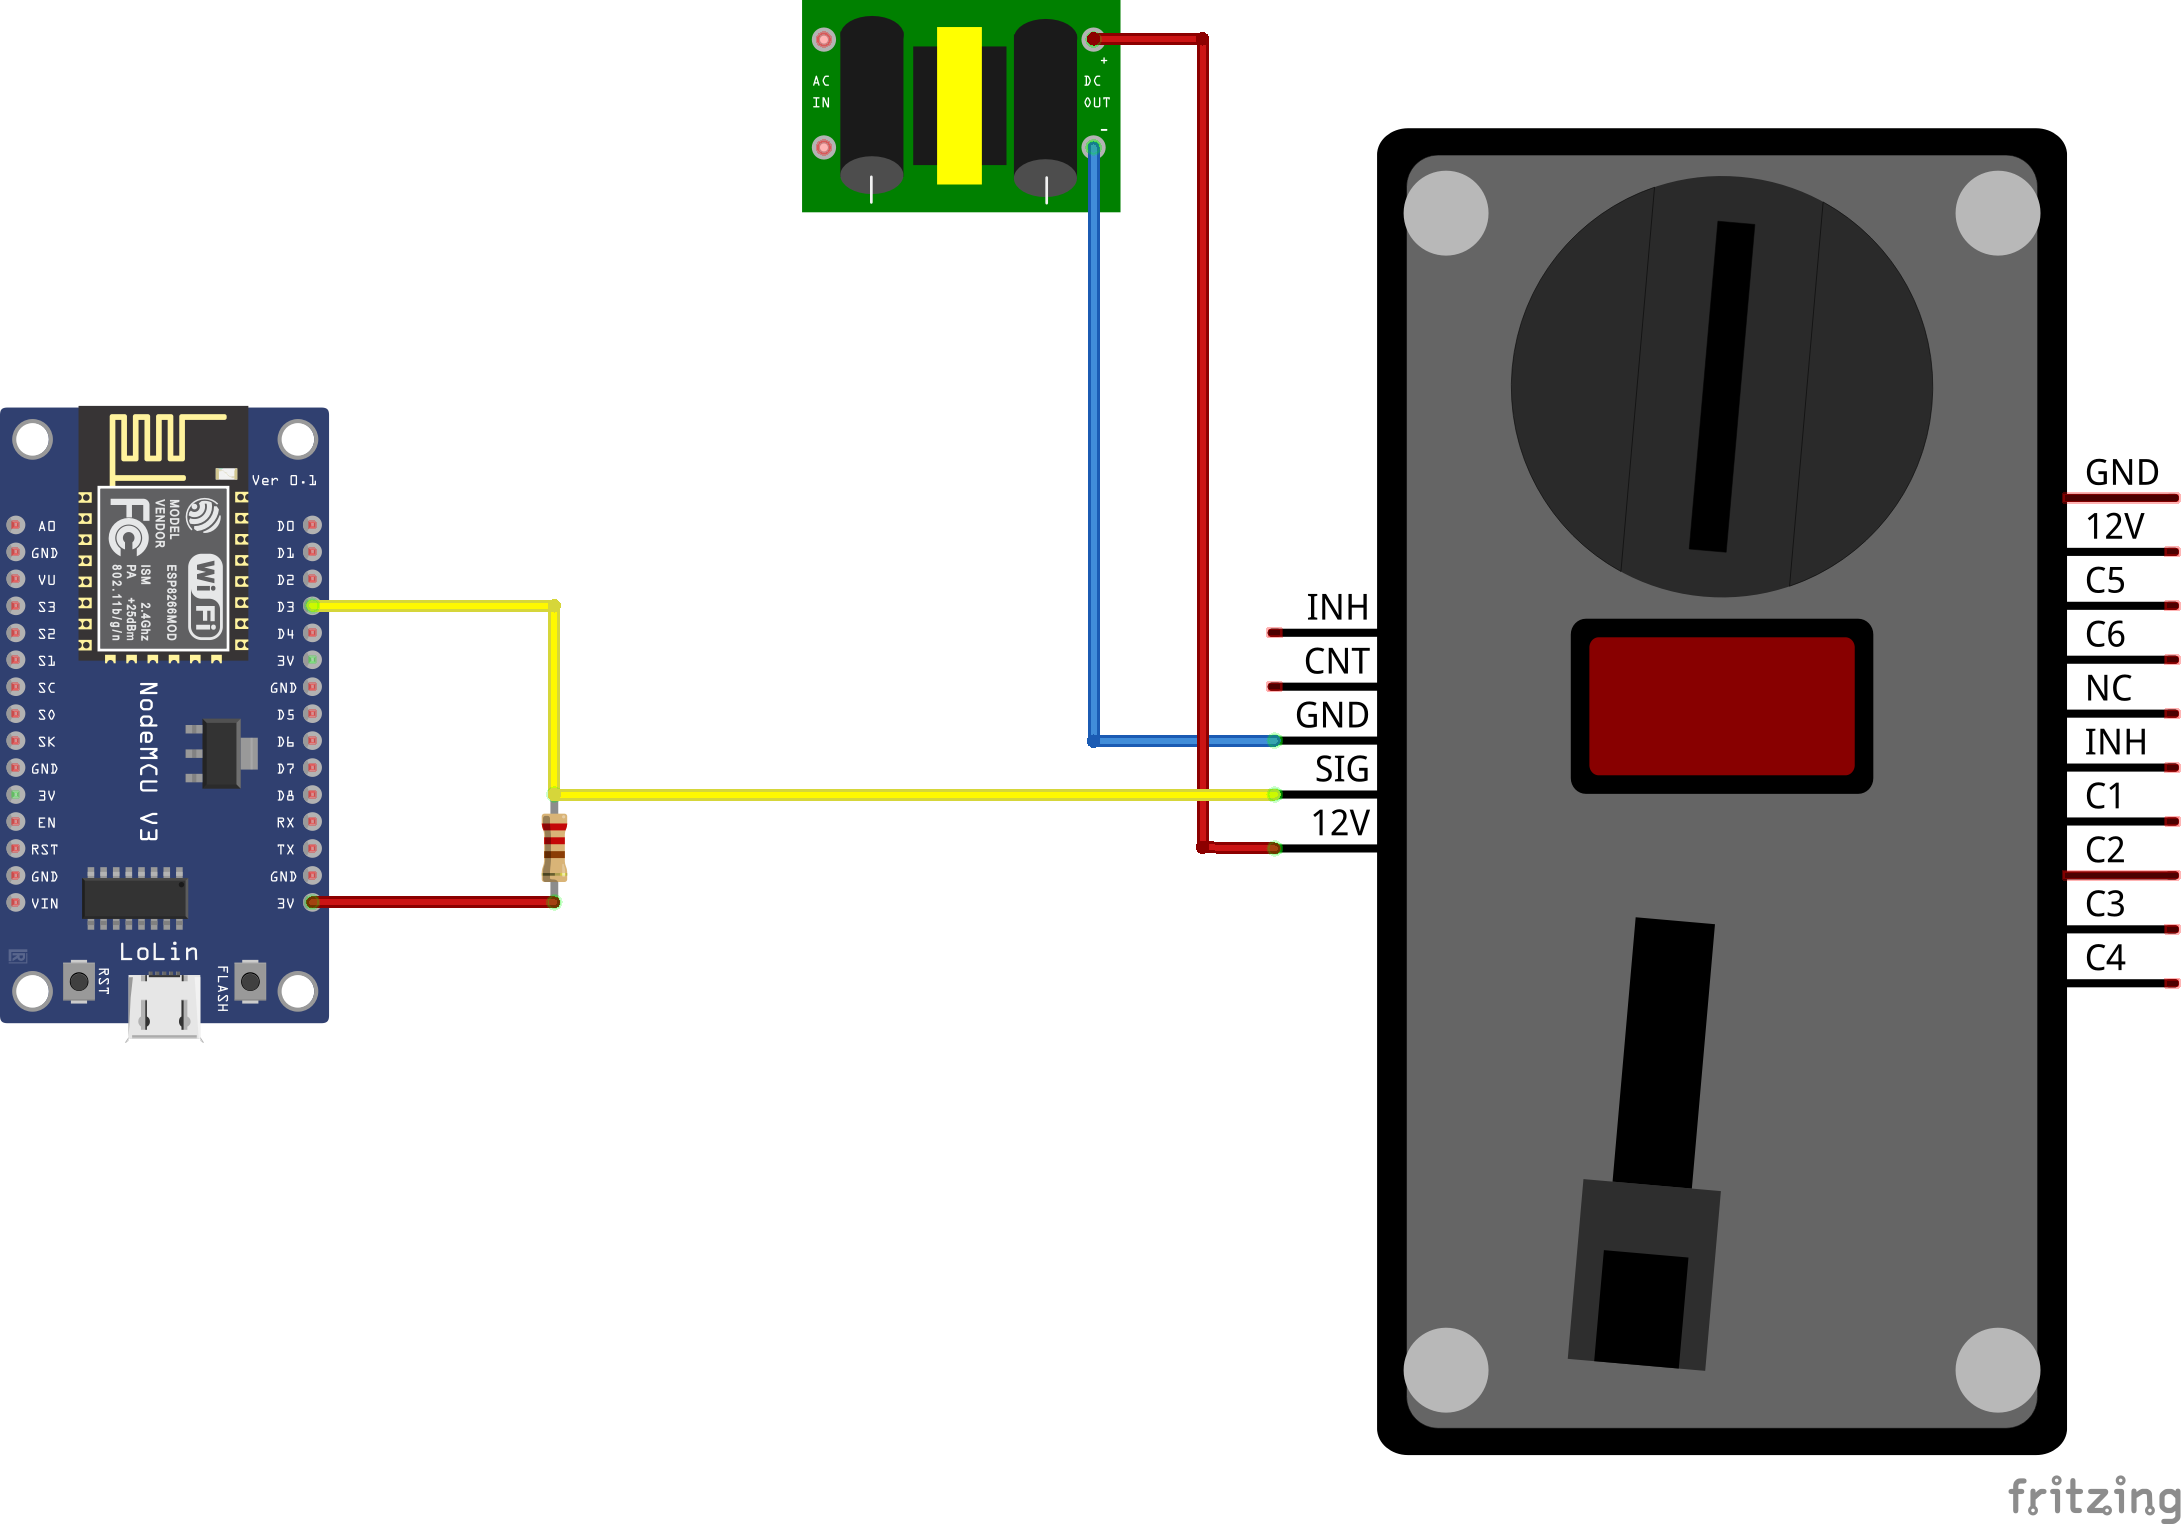 AC
IN
+
DC
OUT
-
Ver 0.1
A0
GND
VU
S3
S2
S1
SC
S0
SK
GND
3V
EN
RST
GND
VIN
D0
D1
D2
D3
D4
3V
GND
D5
D6
D7
D8
RX
TX
GND
3V
MODEL
VENDOR
FC
WiFi
ESP8266MOD
ISM 2.4Ghz
PA +25dBm
802.11b/g/n
NodeMCU V3
LoLin
RST
FLASH
INH
CNT
GND
SIG
12V
GND
12V
C5
C6
NC
INH
C1
C2
C3
C4
fritzing